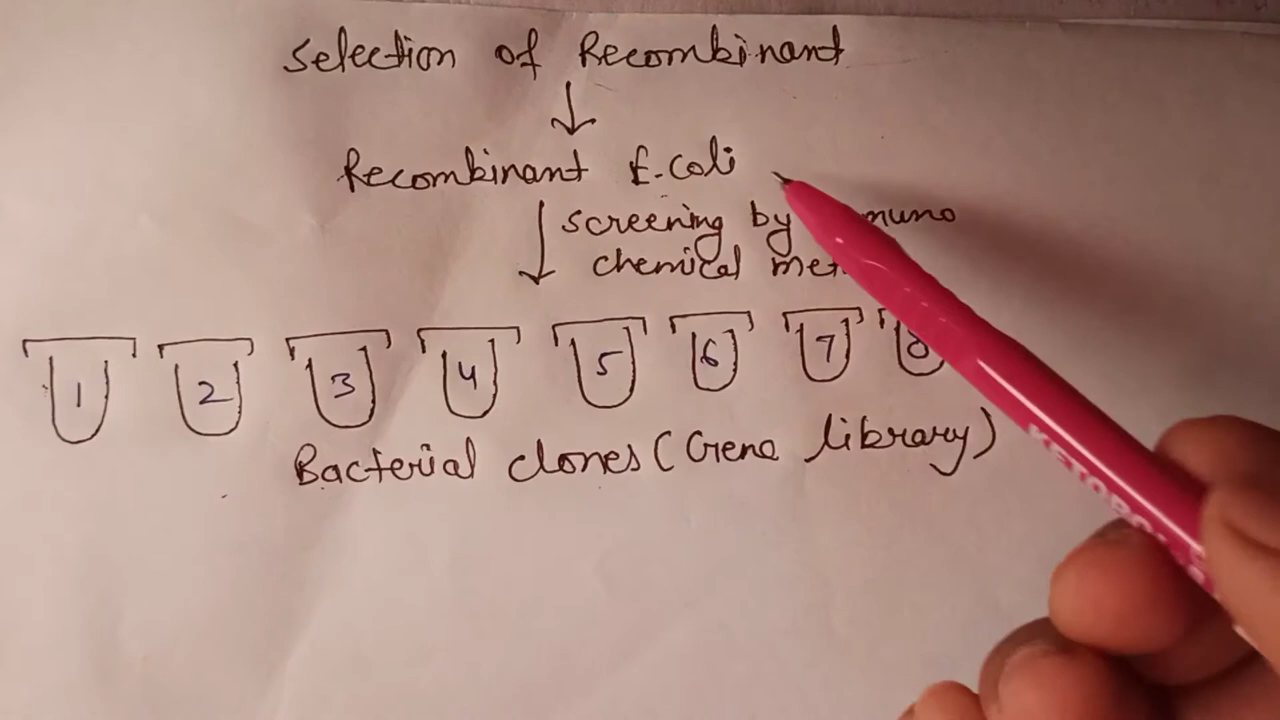 Selection of Recombinant
Recombinant E.coli
screening by
chemical
1 2 3 4 5 6 7 8
Bacterial clones (Gene library)